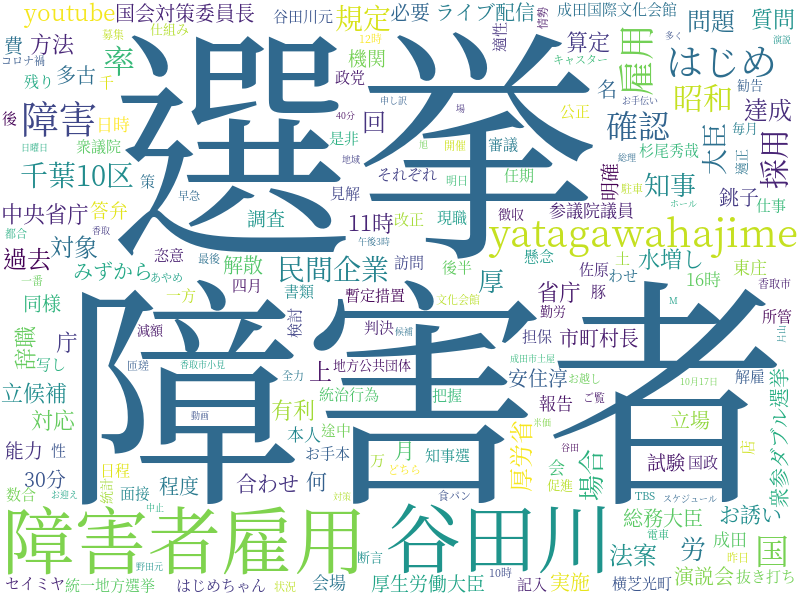 youtube
国会対策委員長
谷田川元
必要
ライブ配信
成田国際文化会館
募集
仕組み
規定
12時
適性
情勢
問題
質問
費
方法
率
機関
算定
雇用
はじめ
多く
演説
コロナ禍
残り
多古
千
政党
キャスター
名
お手伝い
勧告
選挙
障害
後
日時
申し訳
40分
場
公正
昭和
達成
回
確認
大臣
毎月
採用
日曜日
衆議院
是非
地域
旭
開催
審議
杉尾秀哉
総理
遡正
千葉10区
策
早急
見解
それぞれ
明日
任期
明確
駐車
知事
銚子
中央省庁
答弁
調査
11時
改正
現職
徴収
参議院議員
ホール
仕事
都合
香取
過去
対象
恣意
最後
午後3時
yatagawahajime
みずから
あやめ
解散
民間企業
訪問
後半
厚
懸念
土
佐原
わせ
水増し
16時
東庄
一番
同様
一方
四月
書類
暫定措置
文化会館
省庁
豚
香取市
勤労
M
所管
辞職
庁
減額
検討
判決
候補
担保
市町村長
片山
障害者
写し
匝瑳
香取市小見
上
地方公共団体
成田市土屋
立候補
全力
統治行為
把握
安住淳
お越し
10月17日
解雇
対応
動画
有利
途中
報告
ご覧
立場
衆参ダブル選挙
能力
性
本人
お手本
月
知事選
米価
谷田
厚労省
会
場合
試験
国政
店
30分
日程
統計
程度
合わせ
何
万
どちら
促進
TBS
スケジュール
数合
お迎え
面接
食パン
対策
障害者雇用
谷田川
総務大臣
お誘い
中止
断言
電車
法案
労
成田
昨日
国
野田元
10時
セイミヤ
統一地方選挙
はじめちゃん
状況
会場
厚生労働大臣
記入
実施
横芝光町
演説会
抜き打ち